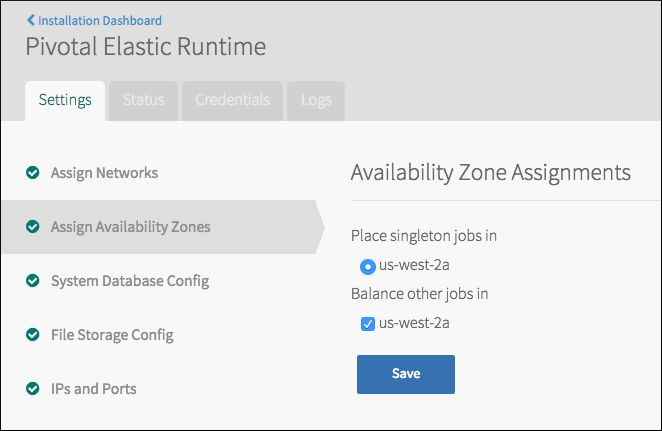 Installation Dashboard
Pivotal Elastic Runtime
Settings Status Credentials Logs
Assign Networks
Assign Availability Zones
System Database Config
File Storage Config
IPs and Ports
Availability Zone Assignments
Place singleton jobs in
us-west-2a
Balance other jobs in
us-west-2a
Save